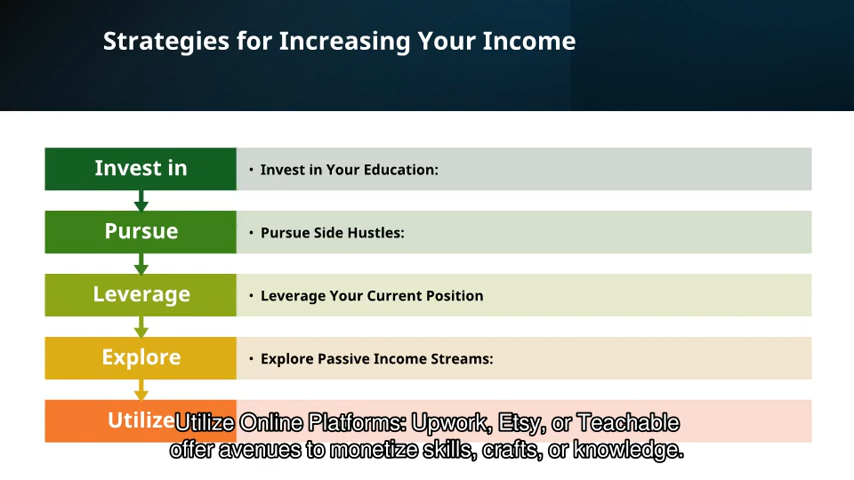 Strategies for Increasing Your Income
Invest in
• Invest in Your Education:
Pursue
• Pursue Side Hustles:
Leverage
• Leverage Your Current Position
Explore
• Explore Passive Income Streams:
Utilize
Utilize Online Platforms: Upwork, Etsy, or Teachable
offer avenues to monetize skills, crafts, or knowledge.